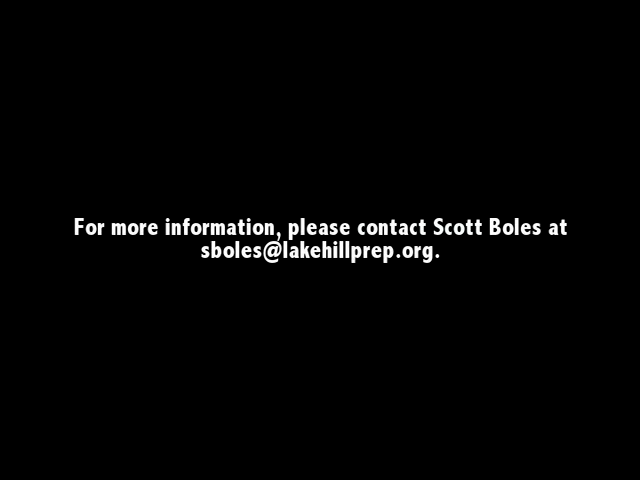 For more information, please contact Scott Boles at
sboles@lakehillprep.org.